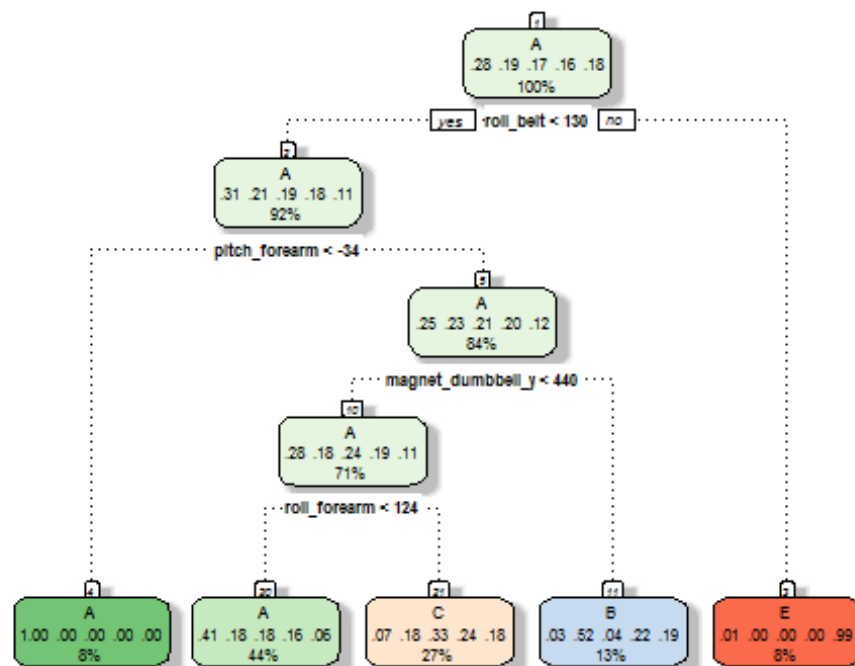 1
A
.28 .19 .17 .16 .18
100%
yes roll_belt < 130 no
2
A
.31 .21 .19 .18 .11
92%
pitch_forearm < -34
5
A
.25 .23 .21 .20 .12
84%
magnet_dumbbell_y < 440
10
A
.28 .18 .24 .19 .11
71%
roll_forearm < 124
4
A
1.00 .00 .00 .00 .00
8%
20
A
.41 .18 .18 .16 .06
44%
21
C
.07 .18 .33 .24 .18
27%
11
B
.03 .52 .04 .22 .19
13%
3
E
.01 .00 .00 .00 .99
8%